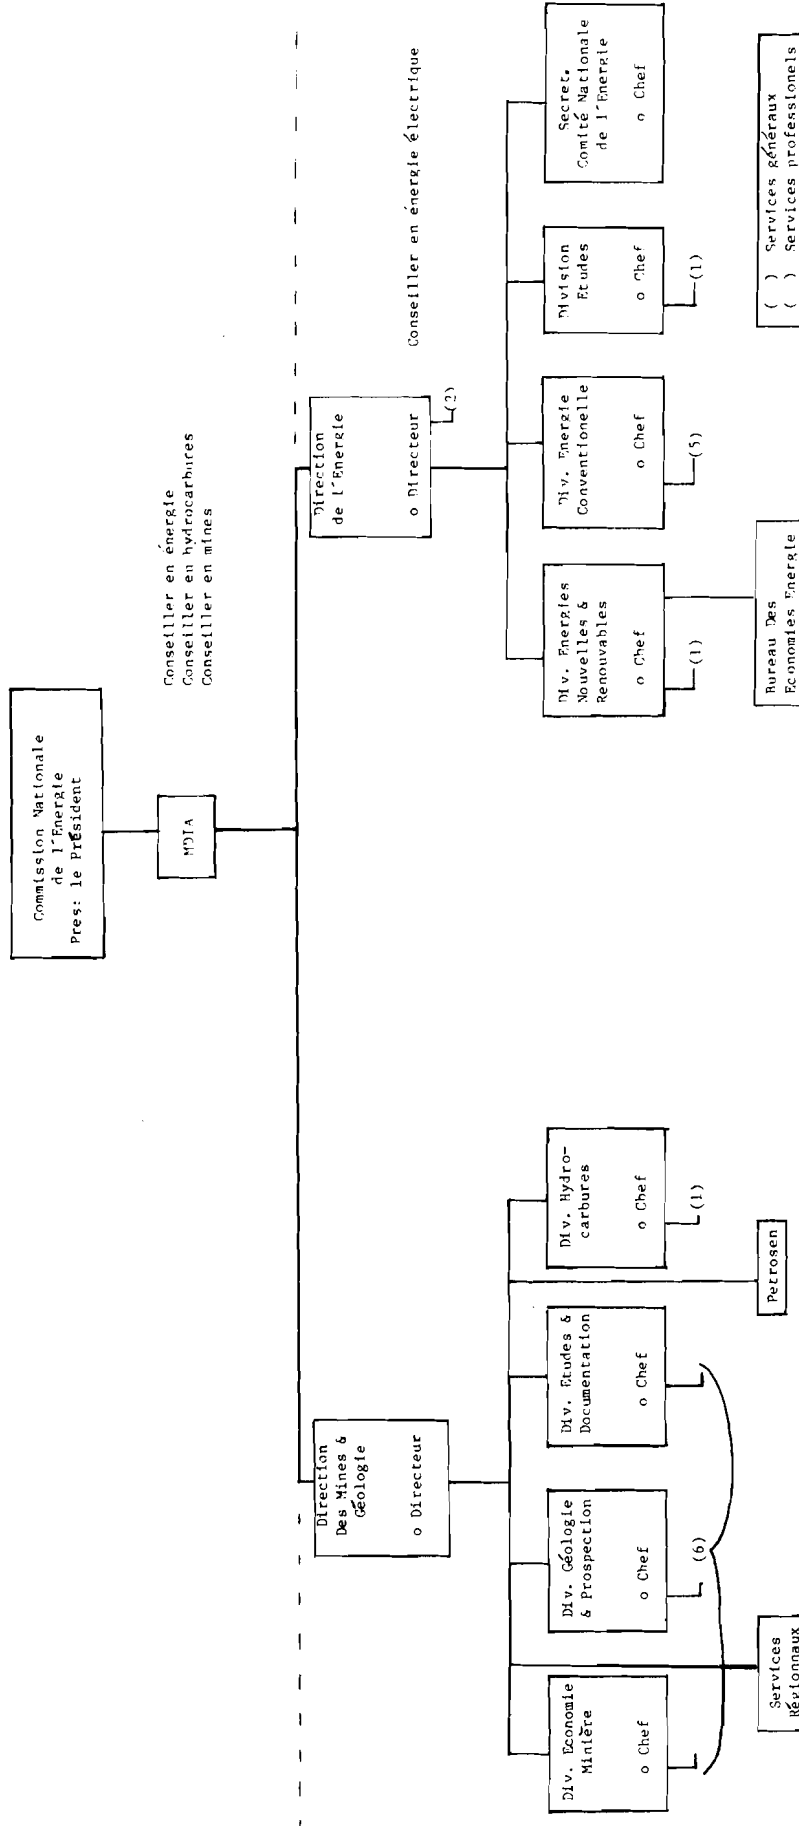 Commission Nationale
de l'Energie
Pres: le Président
MDIA
Conseiller en énergie
Conseiller en hydrocarbures
Conseiller en mines
Direction
Des Mines &
Géologie
o Directeur
Direction
de l'Energie
o Directeur
(2)
Conseiller en énergie électrique
Div. Economie
Minière
o Chef
Div. Géologie
& Prospection
o Chef
(6)
Div. Etudes &
Documentation
o Chef
Div. Hydro-
carbures
o Chef
(1)
Div. Energies
Nouvelles &
Renouvables
o Chef
(1)
Div. Energie
Conventionelle
o Chef
(5)
Division
Etudes
o Chef
(1)
Secret.
Comité Nationale
de l'Energie
o Chef
Services
Régionnaux
Petrosen
Bureau Des
Economies Energie
( ) Services généraux
( ) Services professionels